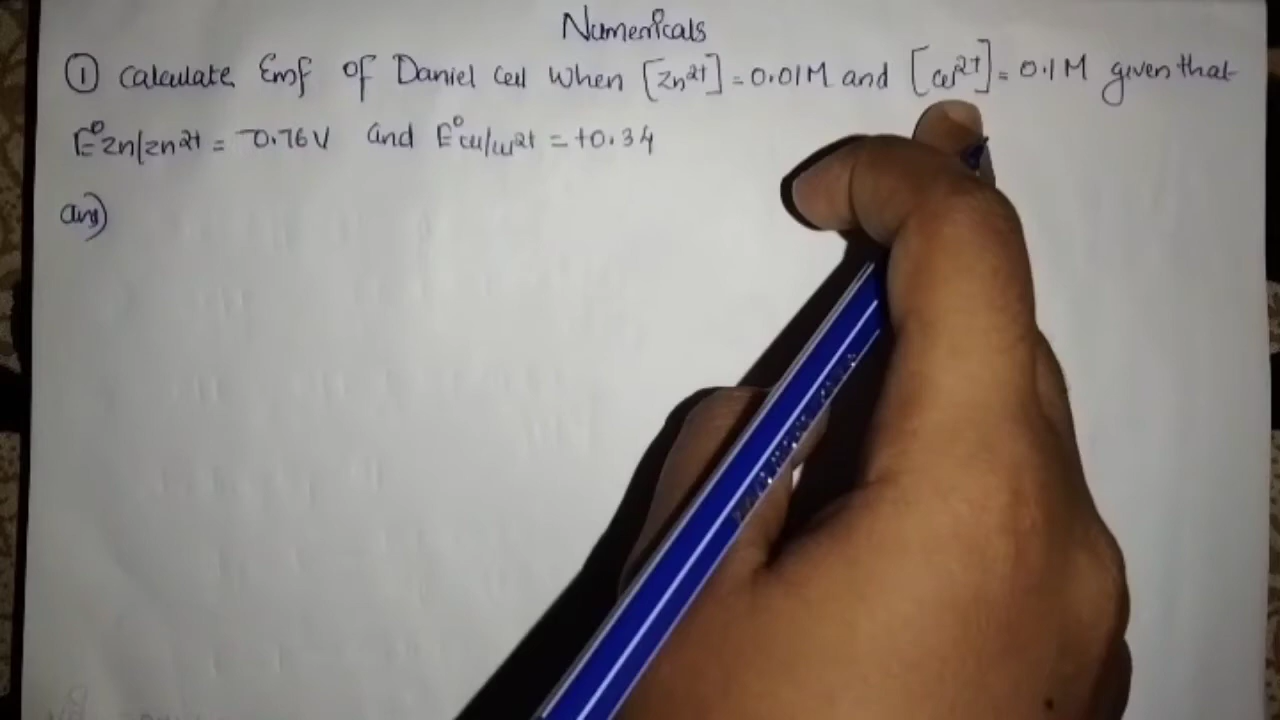 Numericals
① Calculate Emf of Daniel Cell When [Zn²⁺] = 0.01M and [Cu²⁺] = 0.1M given that
E°Zn/Zn²⁺ = -0.76V and E°Cu/Cu²⁺ = +0.34
ans)